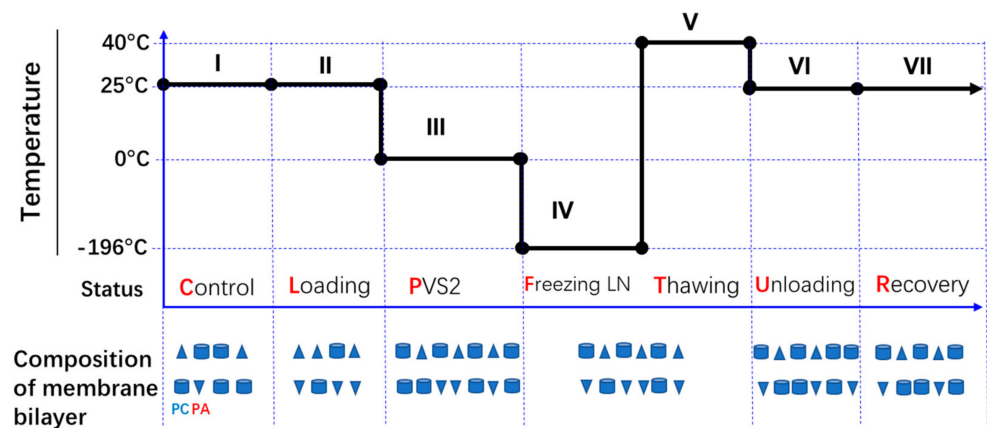 V
40°C
I
II
VI
VII
25°C
III
0°C
IV
-196°C
Temperature
Status
Control
Loading
PVS2
Freezing LN
Thawing
Unloading
Recovery
Composition
of membrane
bilayer
PC PA